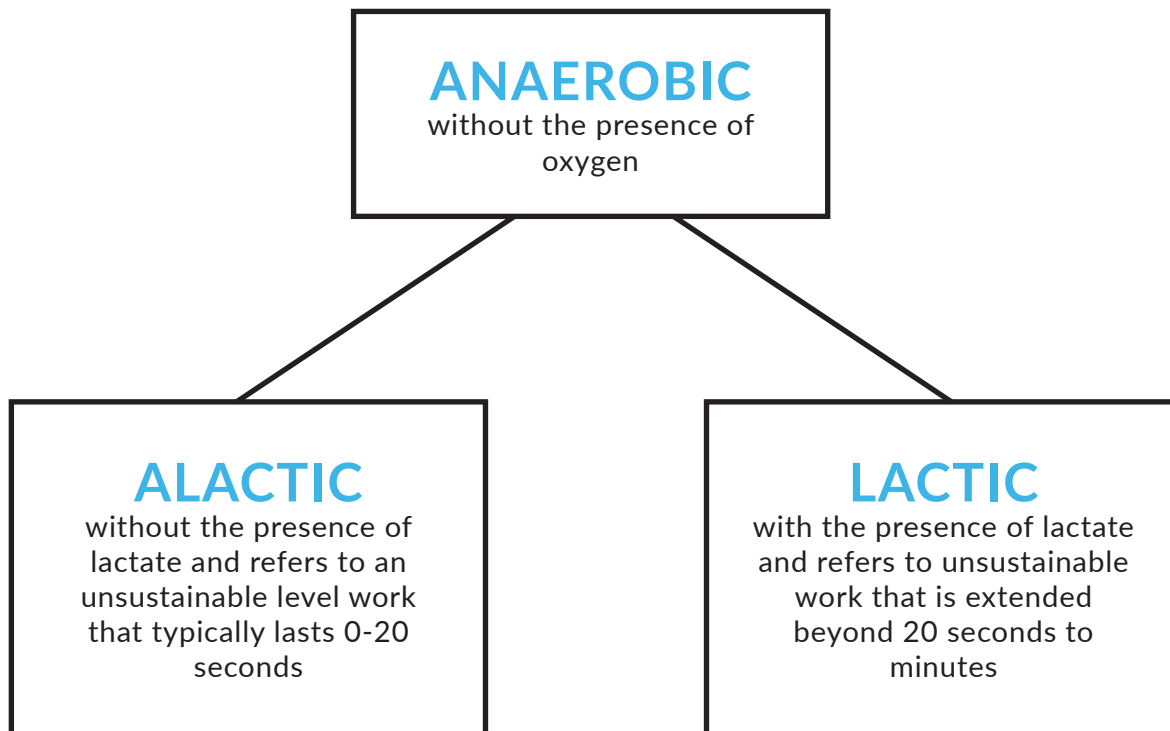 ANAEROBIC
without the presence of
oxygen
ALACTIC
without the presence of
lactate and refers to an
unsustainable level work
that typically lasts 0-20
seconds
LACTIC
with the presence of lactate
and refers to unsustainable
work that is extended
beyond 20 seconds to
minutes